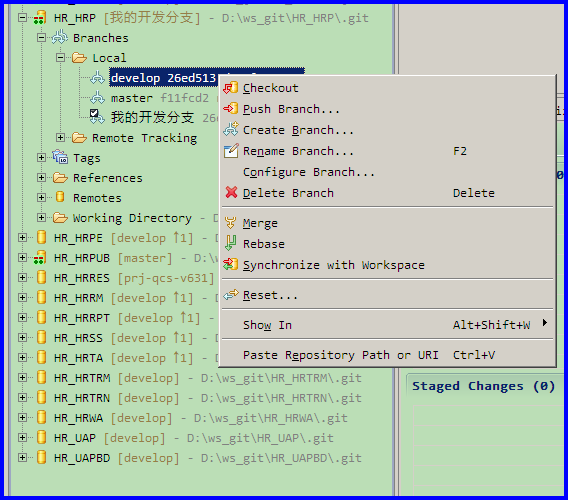 HR_HRP [我的开发分支] - D:\ws_git\HR_HRP\.git
Branches
Local
develop 26ed513
master f11fcd2
我的开发分支 26e
Remote Tracking
Tags
References
Remotes
Working Directory - D
HR_HRPE [develop ↑1] - D:
HR_HRPUB [master] - D:\w
HR_HRRES [prj-qcs-v631]
HR_HRRM [develop ↑1] - D:
HR_HRRPT [develop ↑1] - D
HR_HRSS [develop ↑1] - D:
HR_HRTA [develop ↑1] - D:
HR_HRTRM [develop] - D:\ws_git\HR_HRTRM\.git
HR_HRTRN [develop] - D:\ws_git\HR_HRTRN\.git
HR_HRWA [develop] - D:\ws_git\HR_HRWA\.git
HR_UAP [develop] - D:\ws_git\HR_UAP\.git
HR_UAPBD [develop] - D:\ws_git\HR_UAPBD\.git
Checkout
Push Branch...
Create Branch...
Rename Branch... F2
Configure Branch...
Delete Branch Delete
Merge
Rebase
Synchronize with Workspace
Reset...
Show In Alt+Shift+W
Paste Repository Path or URI Ctrl+V
Staged Changes (0)